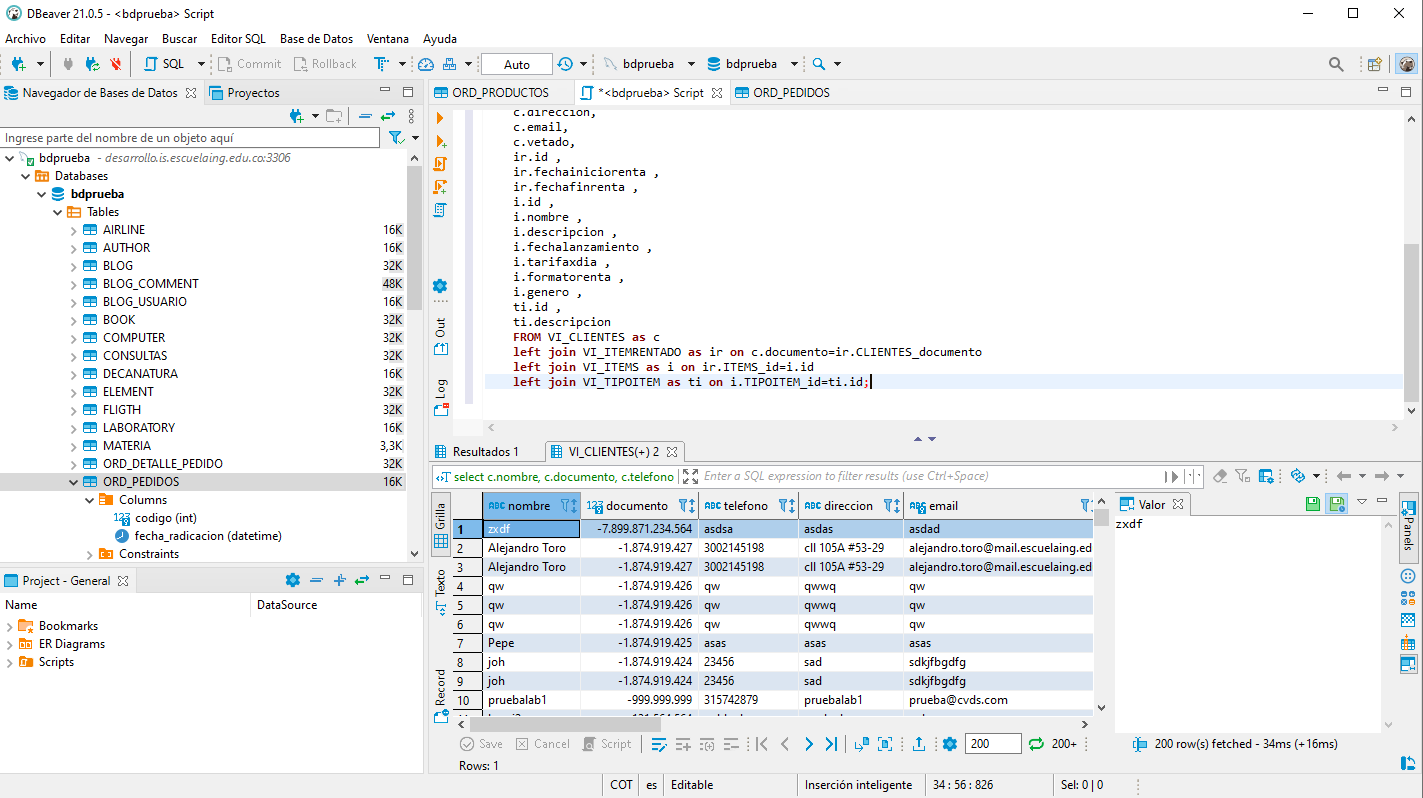 DBeaver 21.0.5 - <bdprueba> Script
Archivo Editar Navegar Buscar Editor SQL Base de Datos Ventana Ayuda
SQL Commit Rollback Auto bdprueba bdprueba
Navegador de Bases de Datos Proyectos
Ingrese parte del nombre de un objeto aquí
bdprueba - desarrollo.is.escuelaing.edu.co:3306
Databases
bdprueba
Tables
AIRLINE 16K
AUTHOR 16K
BLOG 32K
BLOG_COMMENT 48K
BLOG_USUARIO 16K
BOOK 32K
COMPUTER 32K
CONSULTAS 32K
DECANATURA 16K
ELEMENT 32K
FLIGTH 32K
LABORATORY 16K
MATERIA 3,3K
ORD_DETALLE_PEDIDO 32K
ORD_PEDIDOS 16K
Columns
codigo (int)
fecha_radicacion (datetime)
Constraints
Project - General
Name DataSource
Bookmarks
ER Diagrams
Scripts
ORD_PRODUCTOS *<bdprueba> Script ORD_PEDIDOS
c.direccion,
c.email,
c.vetado,
ir.id ,
ir.fechainiciorenta ,
ir.fechafinrenta ,
i.id ,
i.nombre ,
i.descripcion ,
i.fechalanzamiento ,
i.tarifaxdia ,
i.formatorenta ,
i.genero ,
ti.id ,
ti.descripcion
FROM VI_CLIENTES as c
left join VI_ITEMRENTADO as ir on c.documento=ir.CLIENTES_documento
left join VI_ITEMS as i on ir.ITEMS_id=i.id
left join VI_TIPOITEM as ti on i.TIPOITEM_id=ti.id;
Out
Log
Resultados 1 VI_CLIENTES(+) 2
select c.nombre, c.documento, c.telefono Enter a SQL expression to filter results (use Ctrl+Space)
Grilla
Texto
Record
ABC nombre 123 documento ABC telefono ABC direccion ABC email
1 zxdf -7.899.871.234.564 asdsa asdas asdad
2 Alejandro Toro -1.874.919.427 3002145198 cll 105A #53-29 alejandro.toro@mail.escuelaing.ed
3 Alejandro Toro -1.874.919.427 3002145198 cll 105A #53-29 alejandro.toro@mail.escuelaing.ed
4 qw -1.874.919.426 qw qwwq qw
5 qw -1.874.919.426 qw qwwq qw
6 qw -1.874.919.426 qw qwwq qw
7 Pepe -1.874.919.425 asas asas asas
8 joh -1.874.919.424 23456 sad sdkjfbgdfg
9 joh -1.874.919.424 23456 sad sdkjfbgdfg
10 pruebalab1 -999.999.999 315742879 pruebalab1 prueba@cvds.com
Valor
zxdf
Panels
Save Cancel Script 200 200+ 200 row(s) fetched - 34ms (+16ms)
Rows: 1
COT es Editable Inserción inteligente 34 : 56 : 826 Sel: 0 | 0